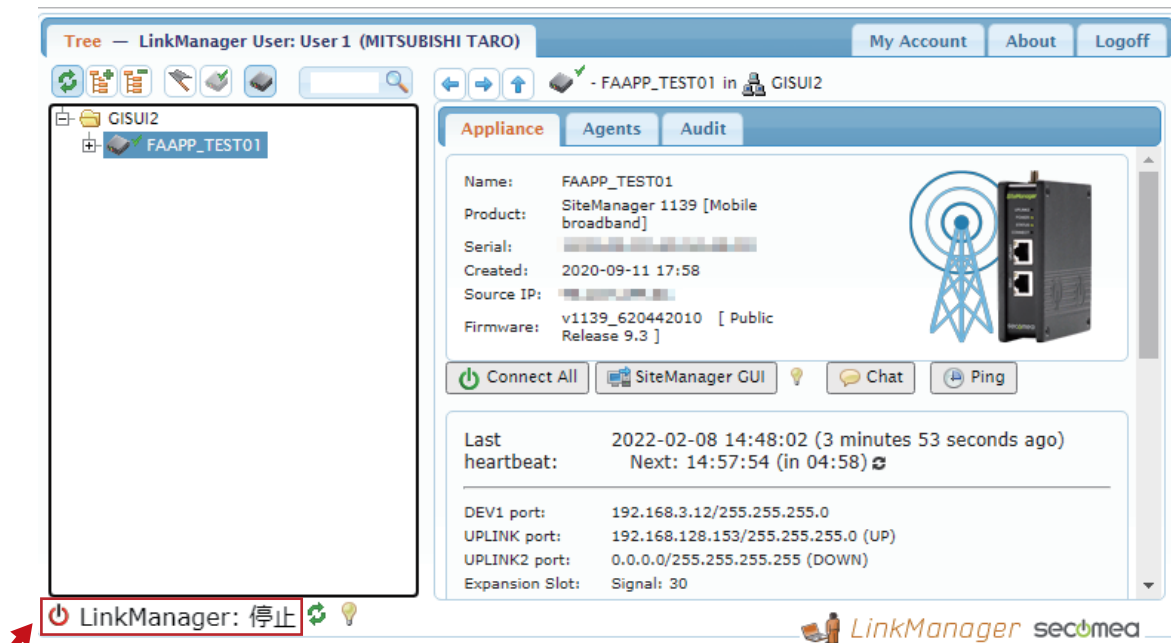 Tree — LinkManager User: User 1 (MITSUBISHI TARO)
My Account
About
Logoff
- FAAPP_TEST01 in GISUI2
GISUI2
FAAPP_TEST01
Appliance
Agents
Audit
Name: FAAPP_TEST01
Product: SiteManager 1139 [Mobile
broadband]
Serial:
Created: 2020-09-11 17:58
Source IP:
Firmware: v1139_620442010 [ Public
Release 9.3 ]
Connect All
SiteManager GUI
Chat
Ping
Last 2022-02-08 14:48:02 (3 minutes 53 seconds ago)
heartbeat: Next: 14:57:54 (in 04:58)
DEV1 port: 192.168.3.12/255.255.255.0
UPLINK port: 192.168.128.153/255.255.255.0 (UP)
UPLINK2 port: 0.0.0.0/255.255.255.255 (DOWN)
Expansion Slot: Signal: 30
LinkManager: 停止
LinkManager secomea